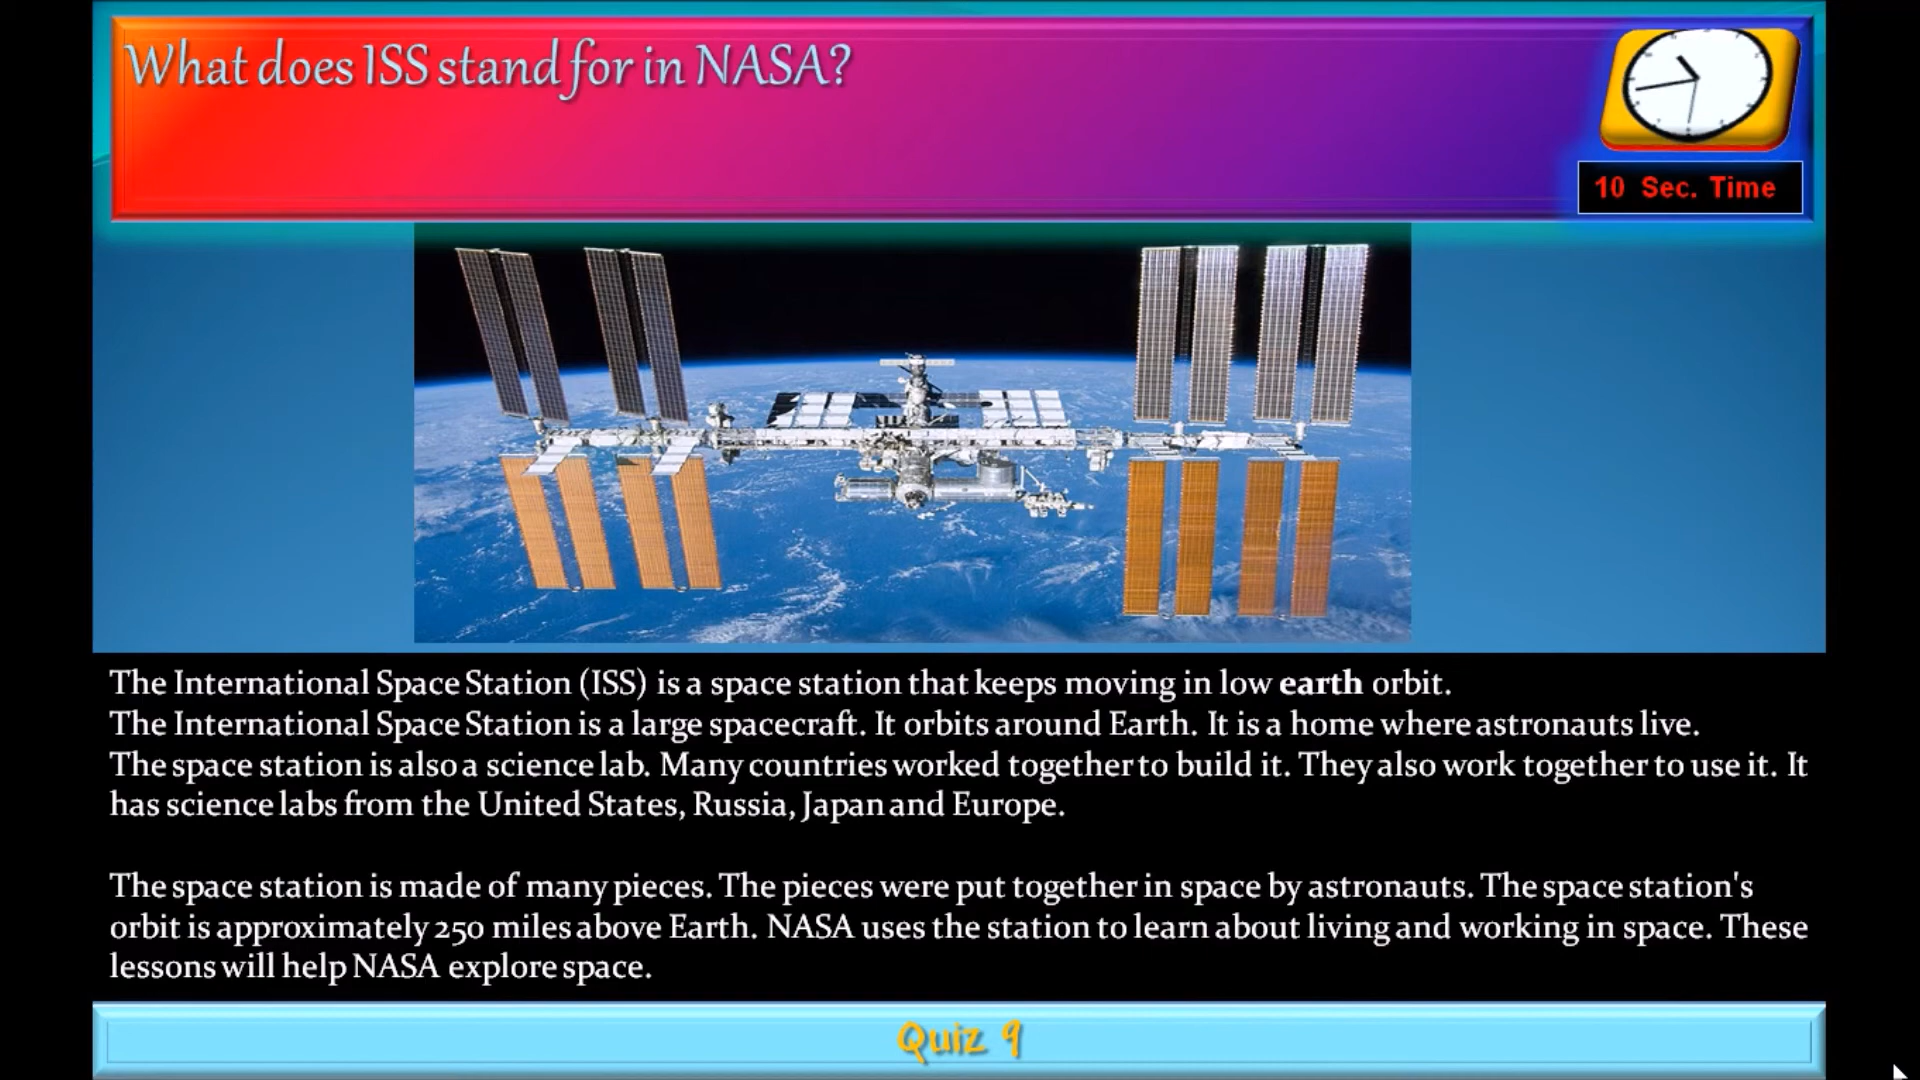 What does ISS stand for in NASA?
10 Sec. Time
The International Space Station (ISS) is a space station that keeps moving in low earth orbit.
The International Space Station is a large spacecraft. It orbits around Earth. It is a home where astronauts live.
The space station is also a science lab. Many countries worked together to build it. They also work together to use it. It
has science labs from the United States, Russia, Japan and Europe.
The space station is made of many pieces. The pieces were put together in space by astronauts. The space station's
orbit is approximately 250 miles above Earth. NASA uses the station to learn about living and working in space. These
lessons will help NASA explore space.
Quiz 9